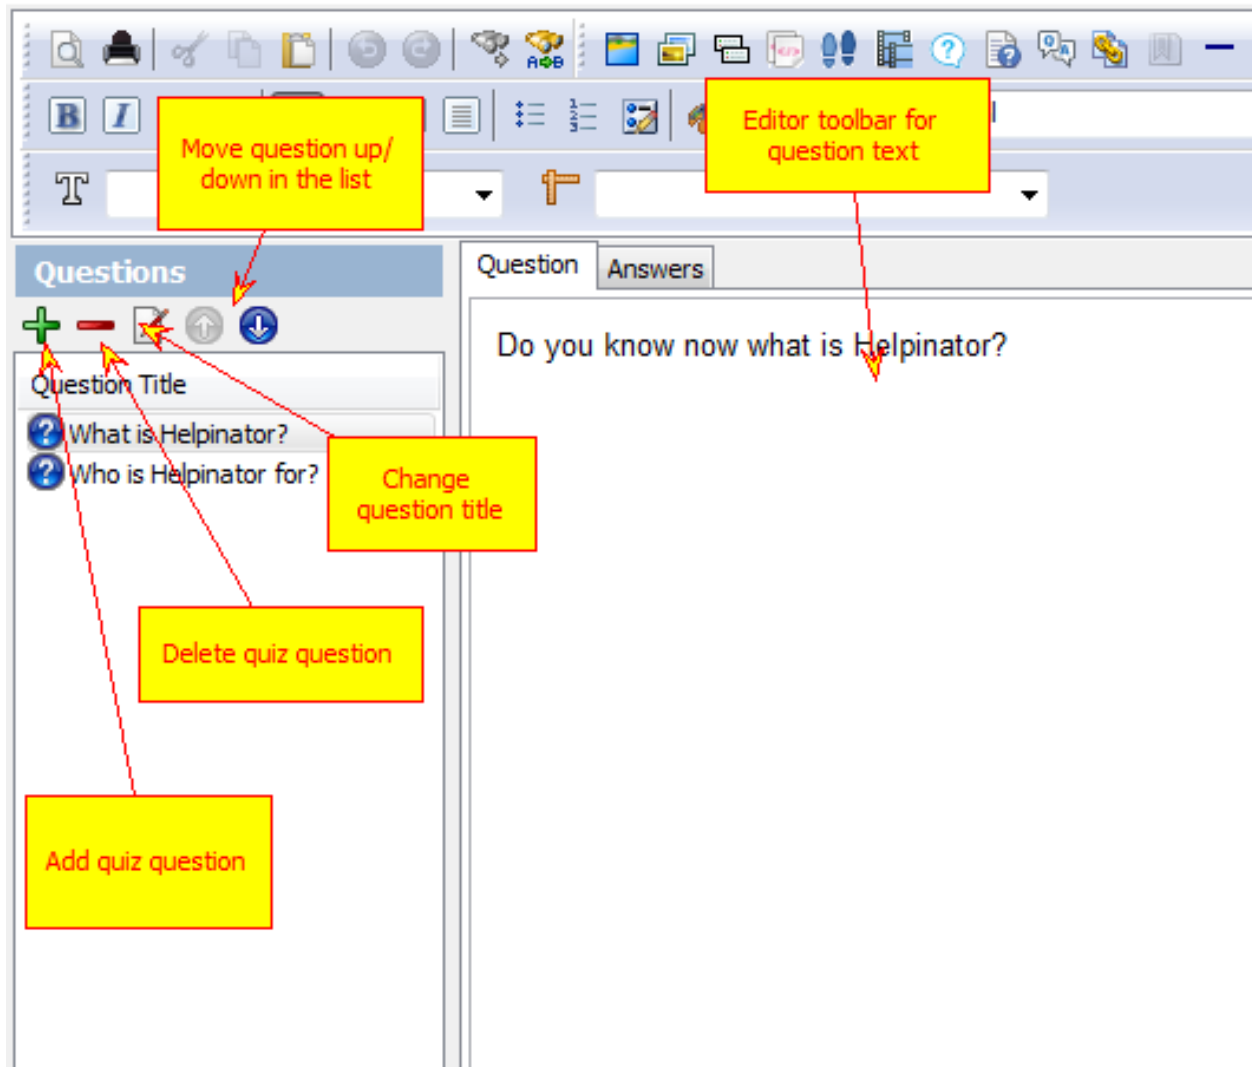 A B
B I
Move question up/
down in the list
Editor toolbar for
question text
T
Questions
Question Answers
Do you know now what is Helpinator?
Question Title
What is Helpinator?
Who is Helpinator for?
Change
question title
Delete quiz question
Add quiz question